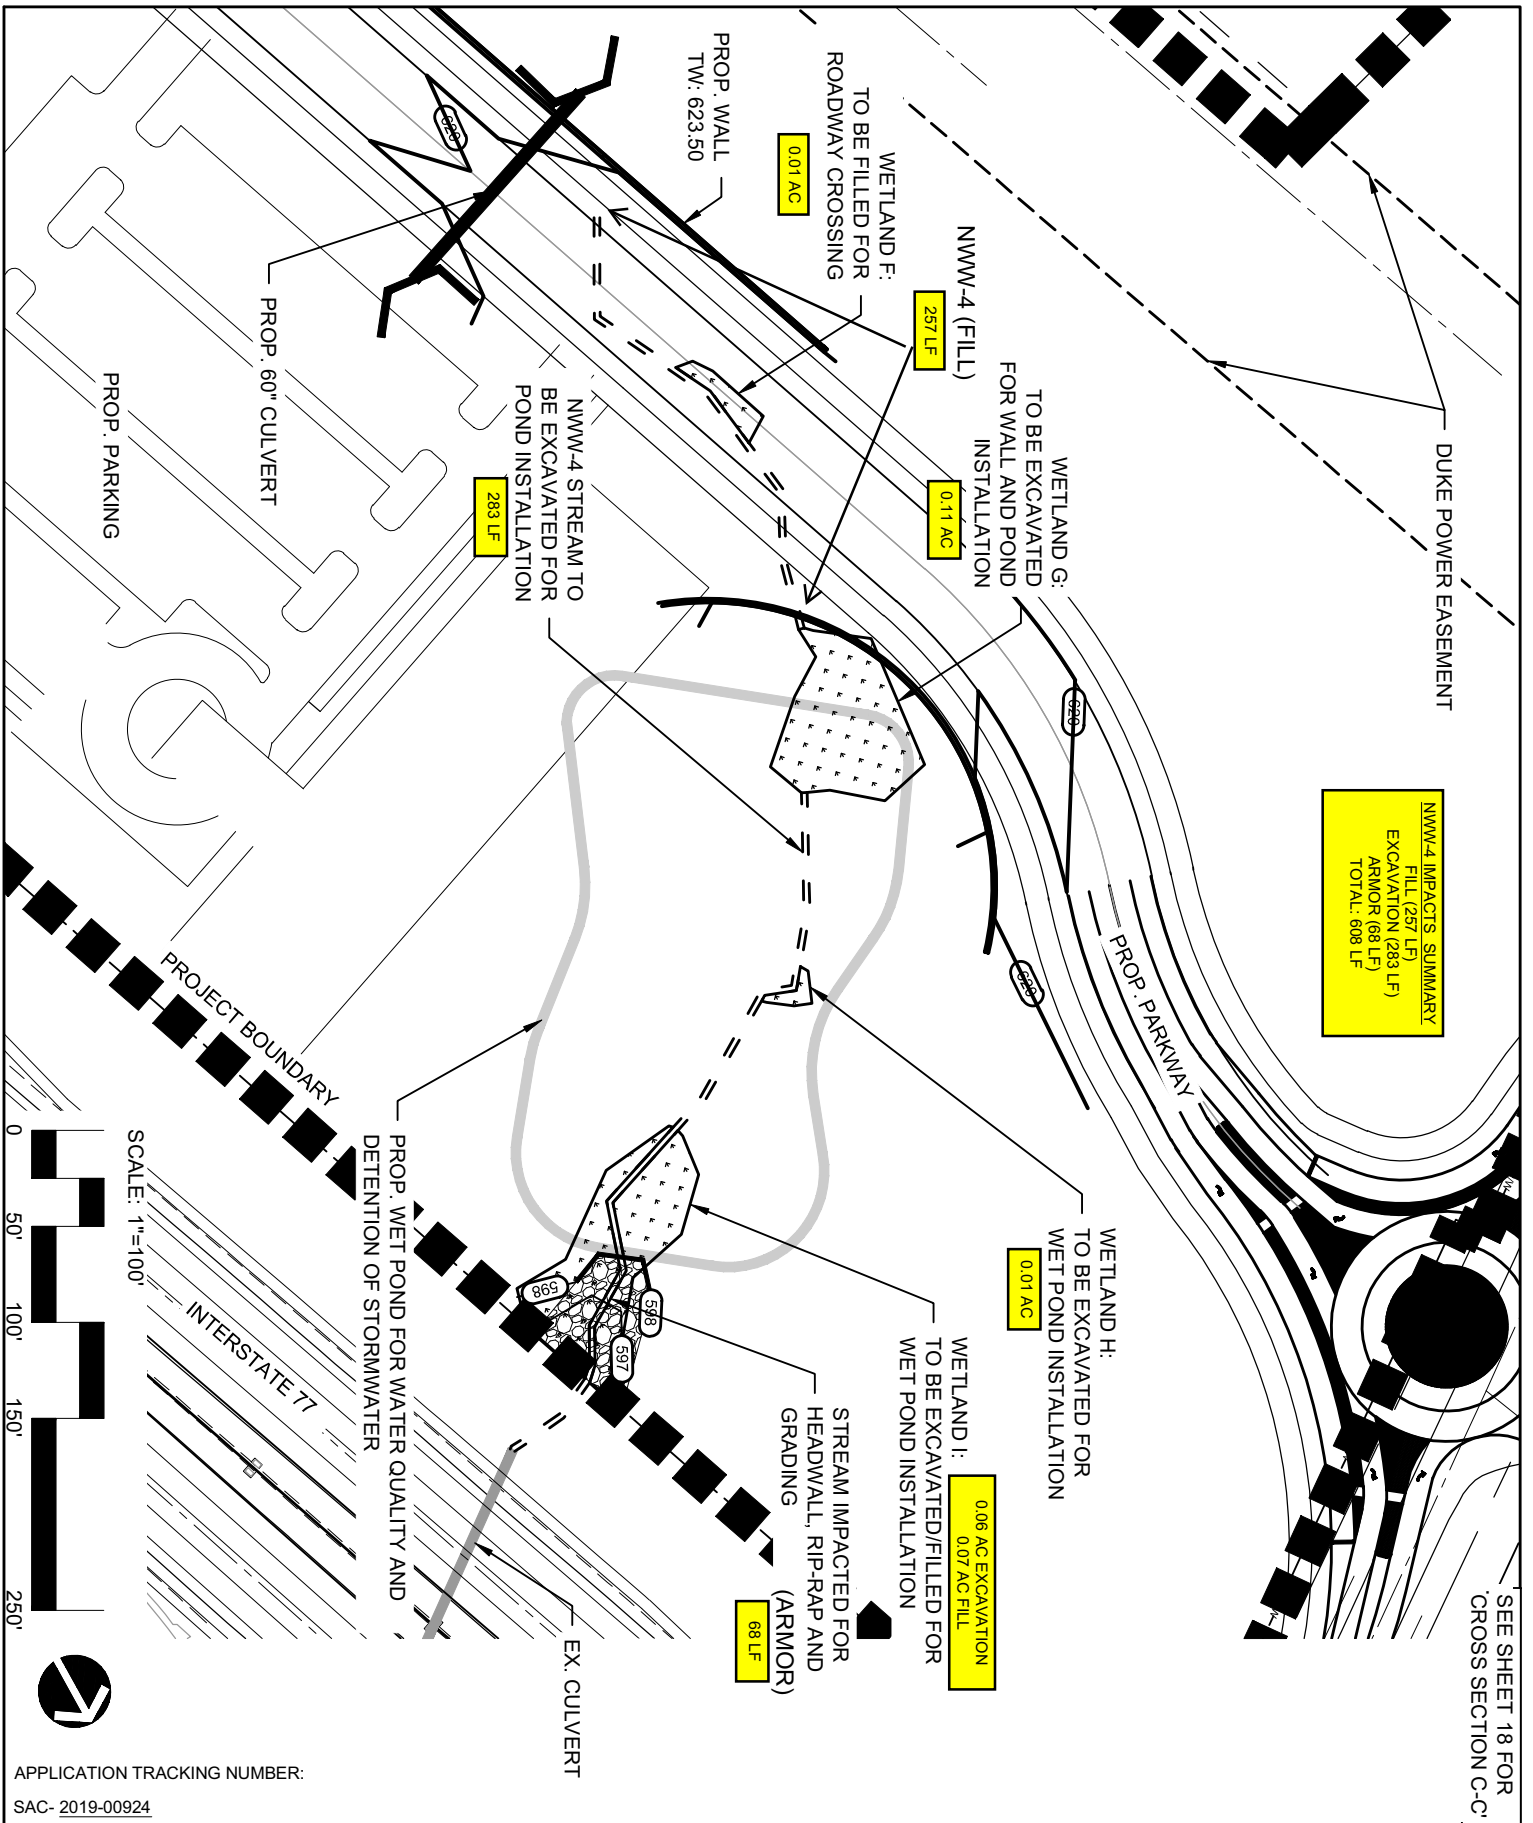 SEE SHEET 18 FOR
'CROSS SECTION C-C'
DUKE POWER EASEMENT
NWW-4 IMPACTS SUMMARY
FILL (257 LF)
EXCAVATION (283 LF)
ARMOR (68 LF)
TOTAL: 608 LF
PROP. WALL
TW: 623.50
WETLAND F:
TO BE FILLED FOR
ROADWAY CROSSING
0.01 AC
NWW-4 (FILL)
257 LF
WETLAND G:
TO BE EXCAVATED
FOR WALL AND POND
INSTALLATION
0.11 AC
PROP. PARKWAY
620
620
620
WETLAND H:
TO BE EXCAVATED FOR
WET POND INSTALLATION
0.01 AC
WETLAND I:
TO BE EXCAVATED/FILLED FOR
WET POND INSTALLATION
0.06 AC EXCAVATION
0.07 AC FILL
STREAM IMPACTED FOR
HEADWALL, RIP-RAP AND
GRADING
(ARMOR)
68 LF
598
597
598
NWW-4 STREAM TO
BE EXCAVATED FOR
POND INSTALLATION
283 LF
EX. CULVERT
PROP. WET POND FOR WATER QUALITY AND
DETENTION OF STORMWATER
PROP. 60" CULVERT
PROP. PARKING
PROJECT BOUNDARY
INTERSTATE 77
SCALE: 1"=100'
0 50' 100' 150' 250'
APPLICATION TRACKING NUMBER:
SAC- 2019-00924